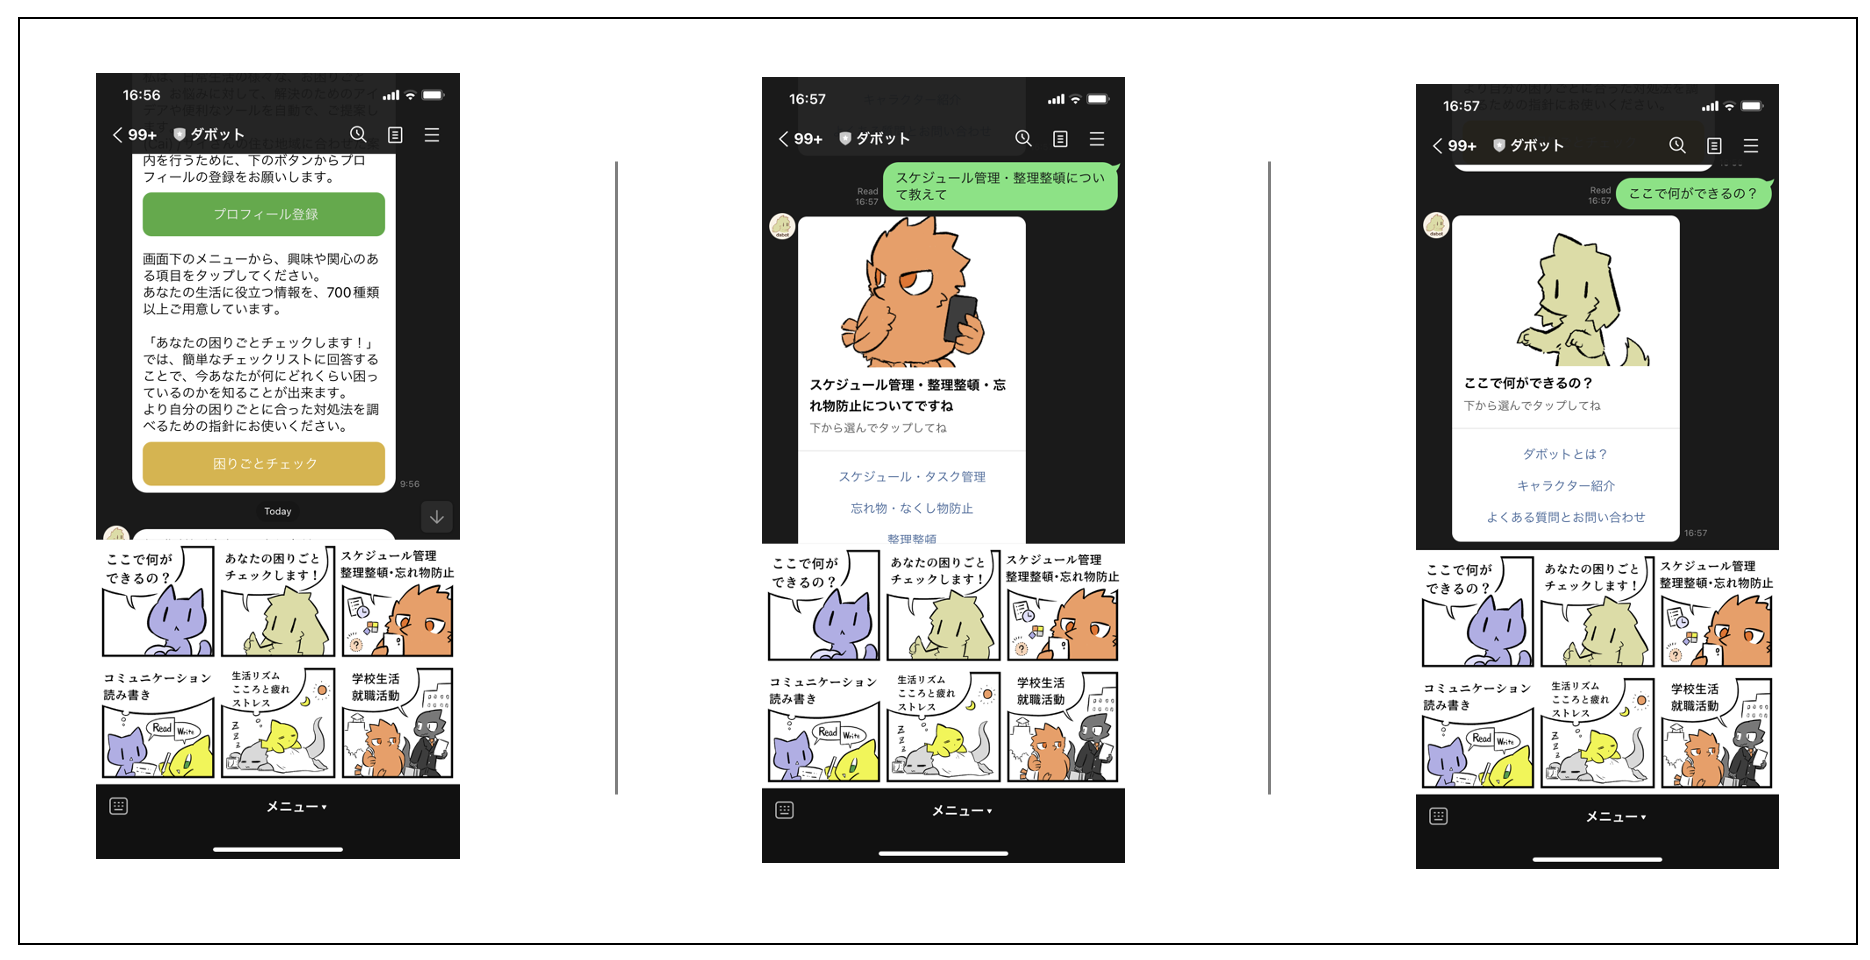 16:56
99+
ダボット
内を行うために、下のボタンからプロ
フィールの登録をお願いします。
プロフィール登録
画面下のメニューから、興味や関心のあ
る項目をタップしてください。
あなたの生活に役立つ情報を、700種類
以上ご用意しています。
「あなたの困りごとチェックします！」
では、簡単なチェックリストに回答する
ことで、今あなたが何にどれくらい困っ
ているのかを知ることが出来ます。
より自分の困りごとに合った対処法を調
べるための指針にお使いください。
困りごとチェック
9:56
Today
ここで何が
できるの？
あなたの困りごと
チェックします！
スケジュール管理
整理整頓・忘れ物防止
コミュニケーション
読み書き
Read
Write
生活リズム
こころと疲れ
ストレス
Z
Z
Z
学校生活
就職活動
メニュー▾
16:57
99+
ダボット
スケジュール管理・整理整頓につい
て教えて
Read
16:57
スケジュール管理・整理整頓・忘
れ物防止についてですね
下から選んでタップしてね
スケジュール・タスク管理
忘れ物・なくし物防止
整理整頓
ここで何が
できるの？
あなたの困りごと
チェックします！
スケジュール管理
整理整頓・忘れ物防止
コミュニケーション
読み書き
Read
Write
生活リズム
こころと疲れ
ストレス
Z
Z
Z
学校生活
就職活動
メニュー▾
16:57
99+
ダボット
ここで何ができるの？
Read
16:57
ここで何ができるの？
下から選んでタップしてね
ダボットとは？
キャラクター紹介
よくある質問とお問い合わせ
16:57
ここで何が
できるの？
あなたの困りごと
チェックします！
スケジュール管理
整理整頓・忘れ物防止
コミュニケーション
読み書き
Read
Write
生活リズム
こころと疲れ
ストレス
Z
Z
Z
学校生活
就職活動
メニュー▾